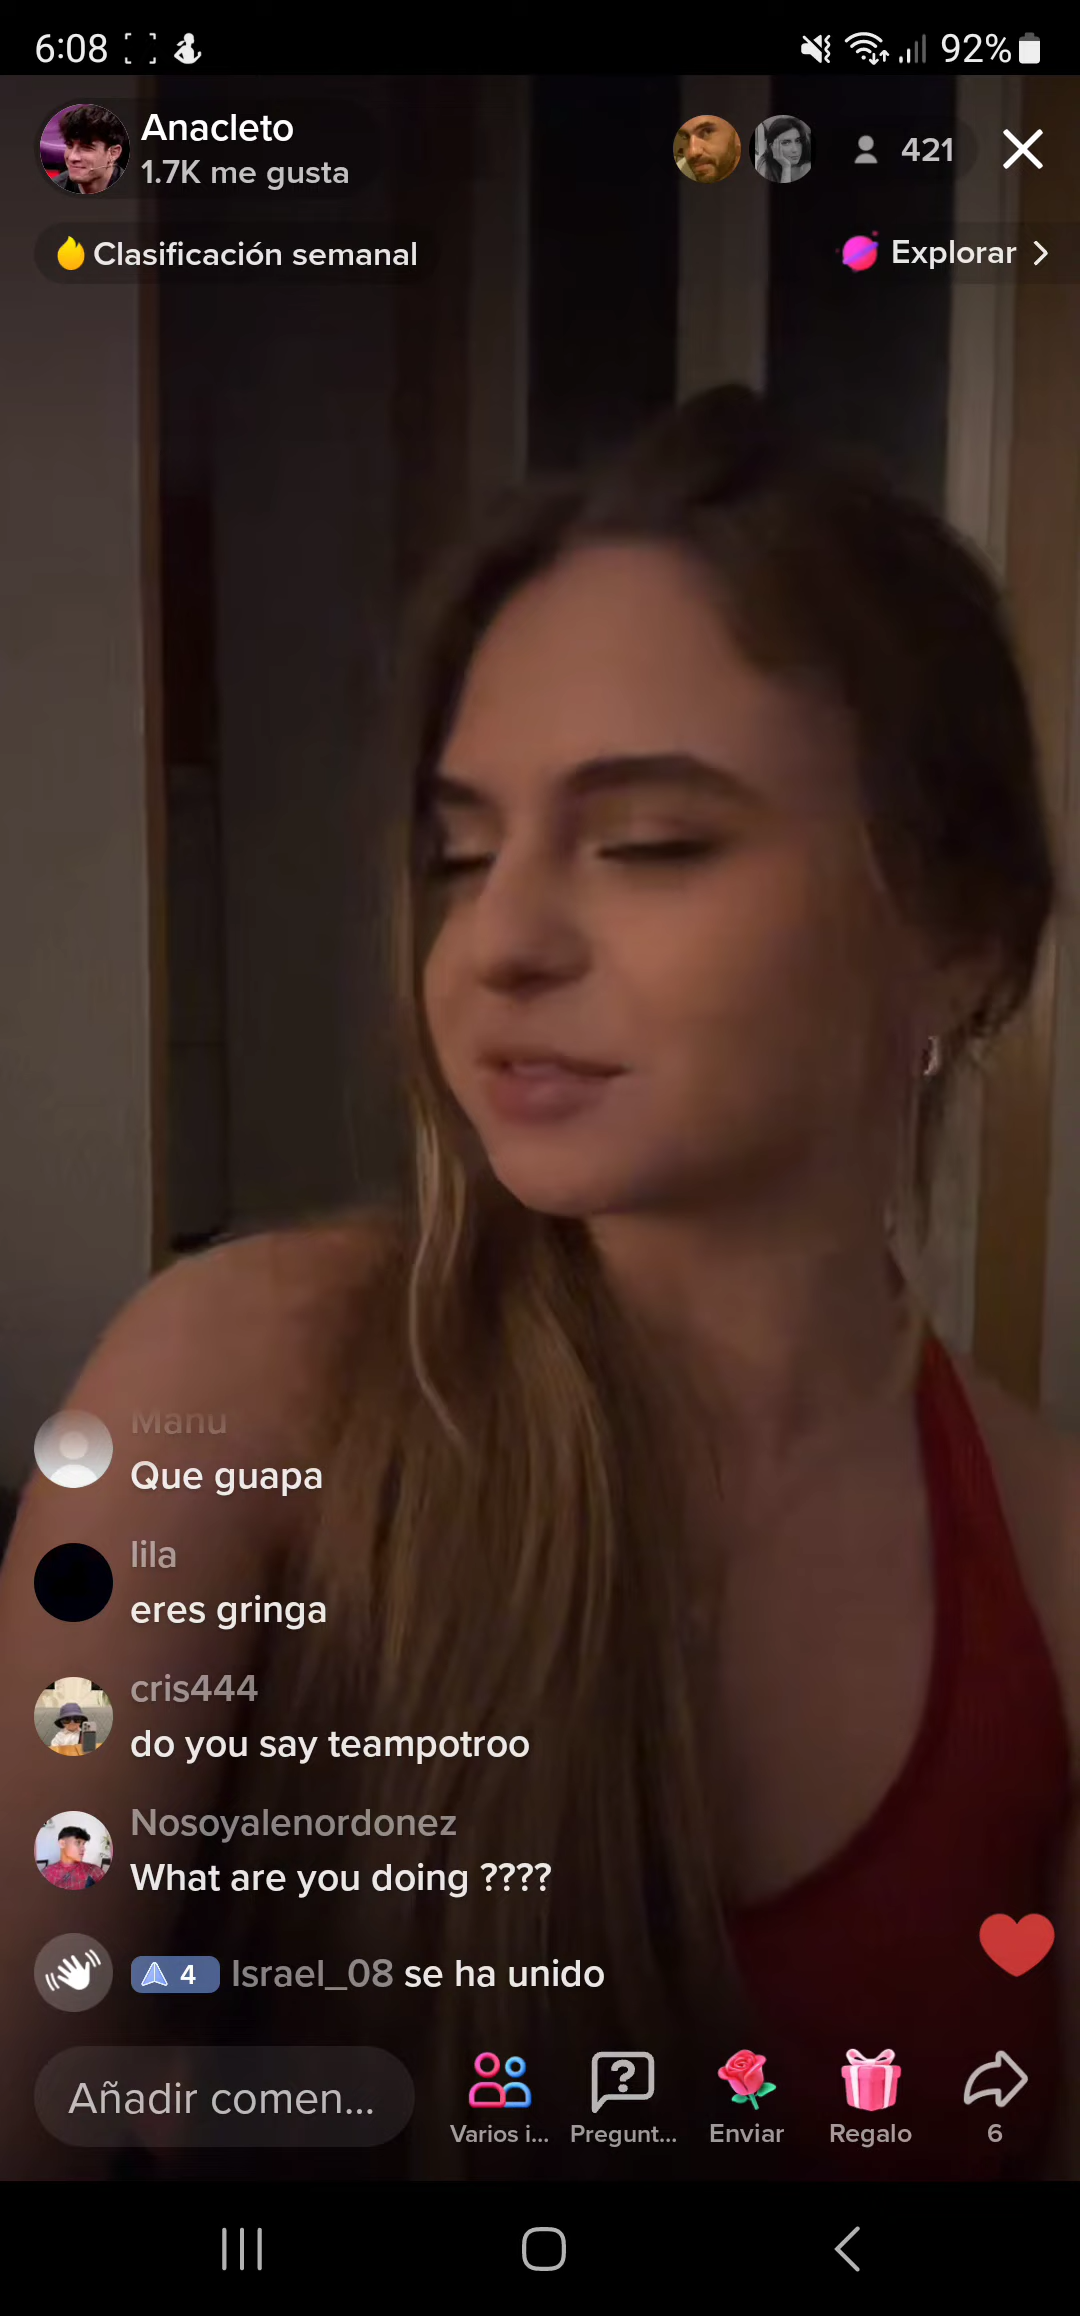 6:08
92%
Anacleto
1.7K me gusta
421
Clasificación semanal
Explorar
Manu
Que guapa
lila
eres gringa
cris444
do you say teampotroo
Nosoyalenordonez
What are you doing ????
4 Israel_08 se ha unido
Añadir comen...
Varios i...
Pregunt...
Enviar
Regalo
6